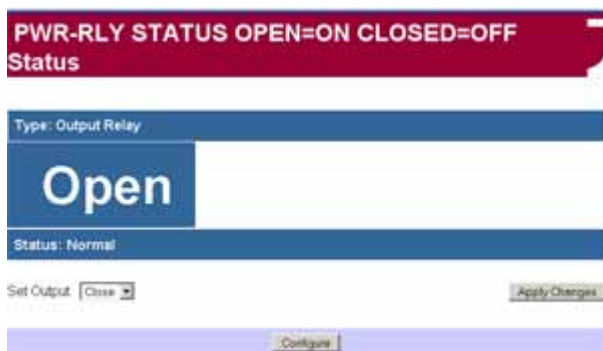 PWR-RLY STATUS OPEN=ON CLOSED=OFF
Status
Type: Output Relay
Open
Status: Normal
Set Output Close Apply Changes
Configure